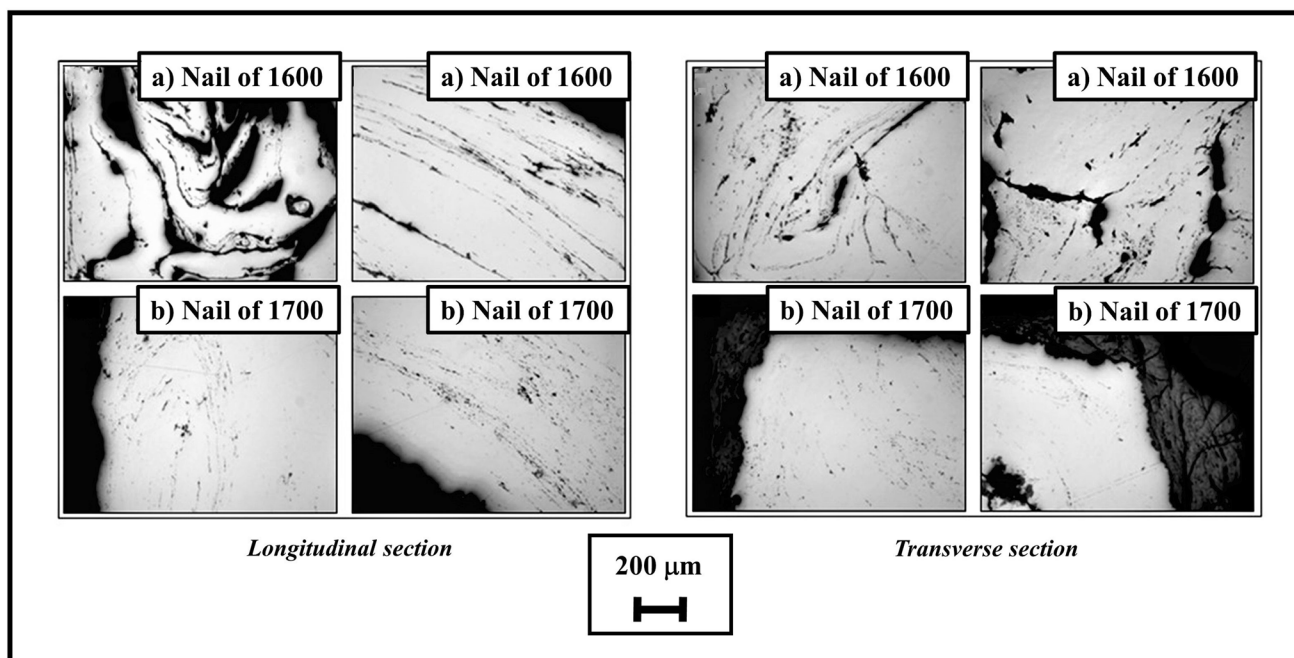 a) Nail of 1600
a) Nail of 1600
a) Nail of 1600
a) Nail of 1600
b) Nail of 1700
b) Nail of 1700
b) Nail of 1700
b) Nail of 1700
Longitudinal section
Transverse section
200 μm